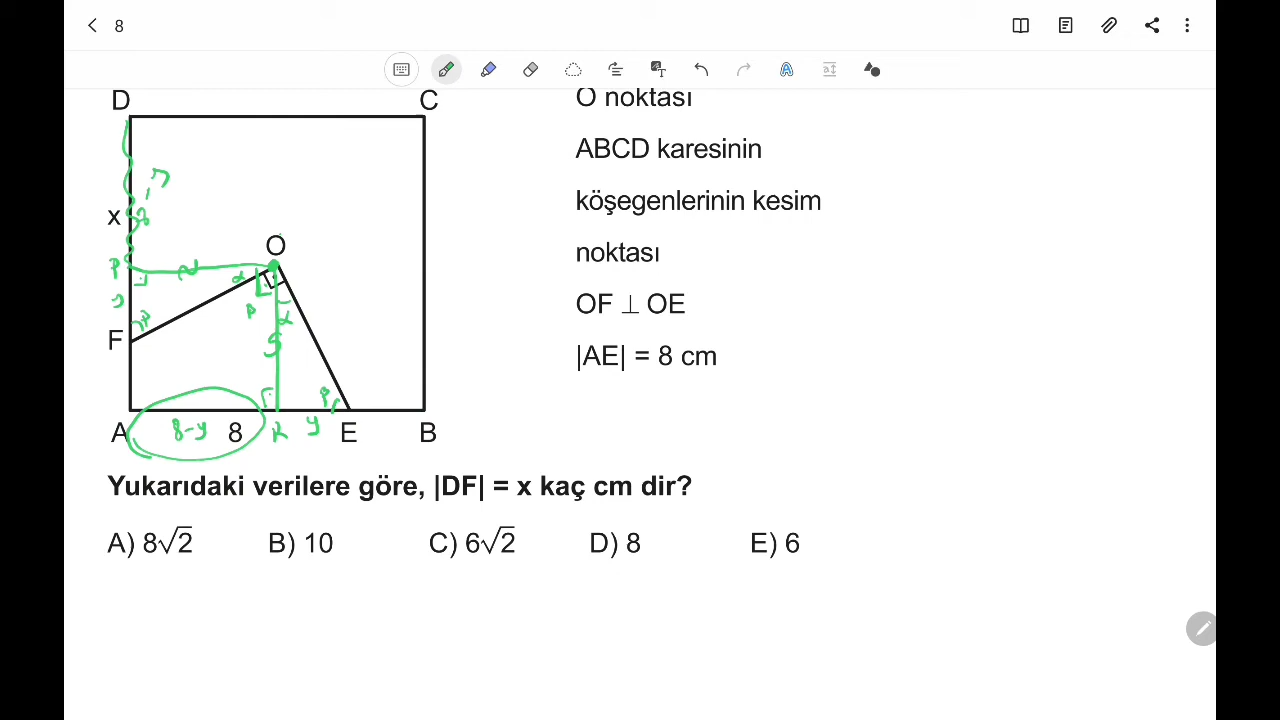 8
D C
O noktası
ABCD karesinin
x
köşegenlerinin kesim
O
noktası
P
α
OF ⊥ OE
F
α
|AE| = 8 cm
A 8-y 8 K y E B
Yukarıdaki verilere göre, |DF| = x kaç cm dir?
A) 8√2 B) 10 C) 6√2 D) 8 E) 6